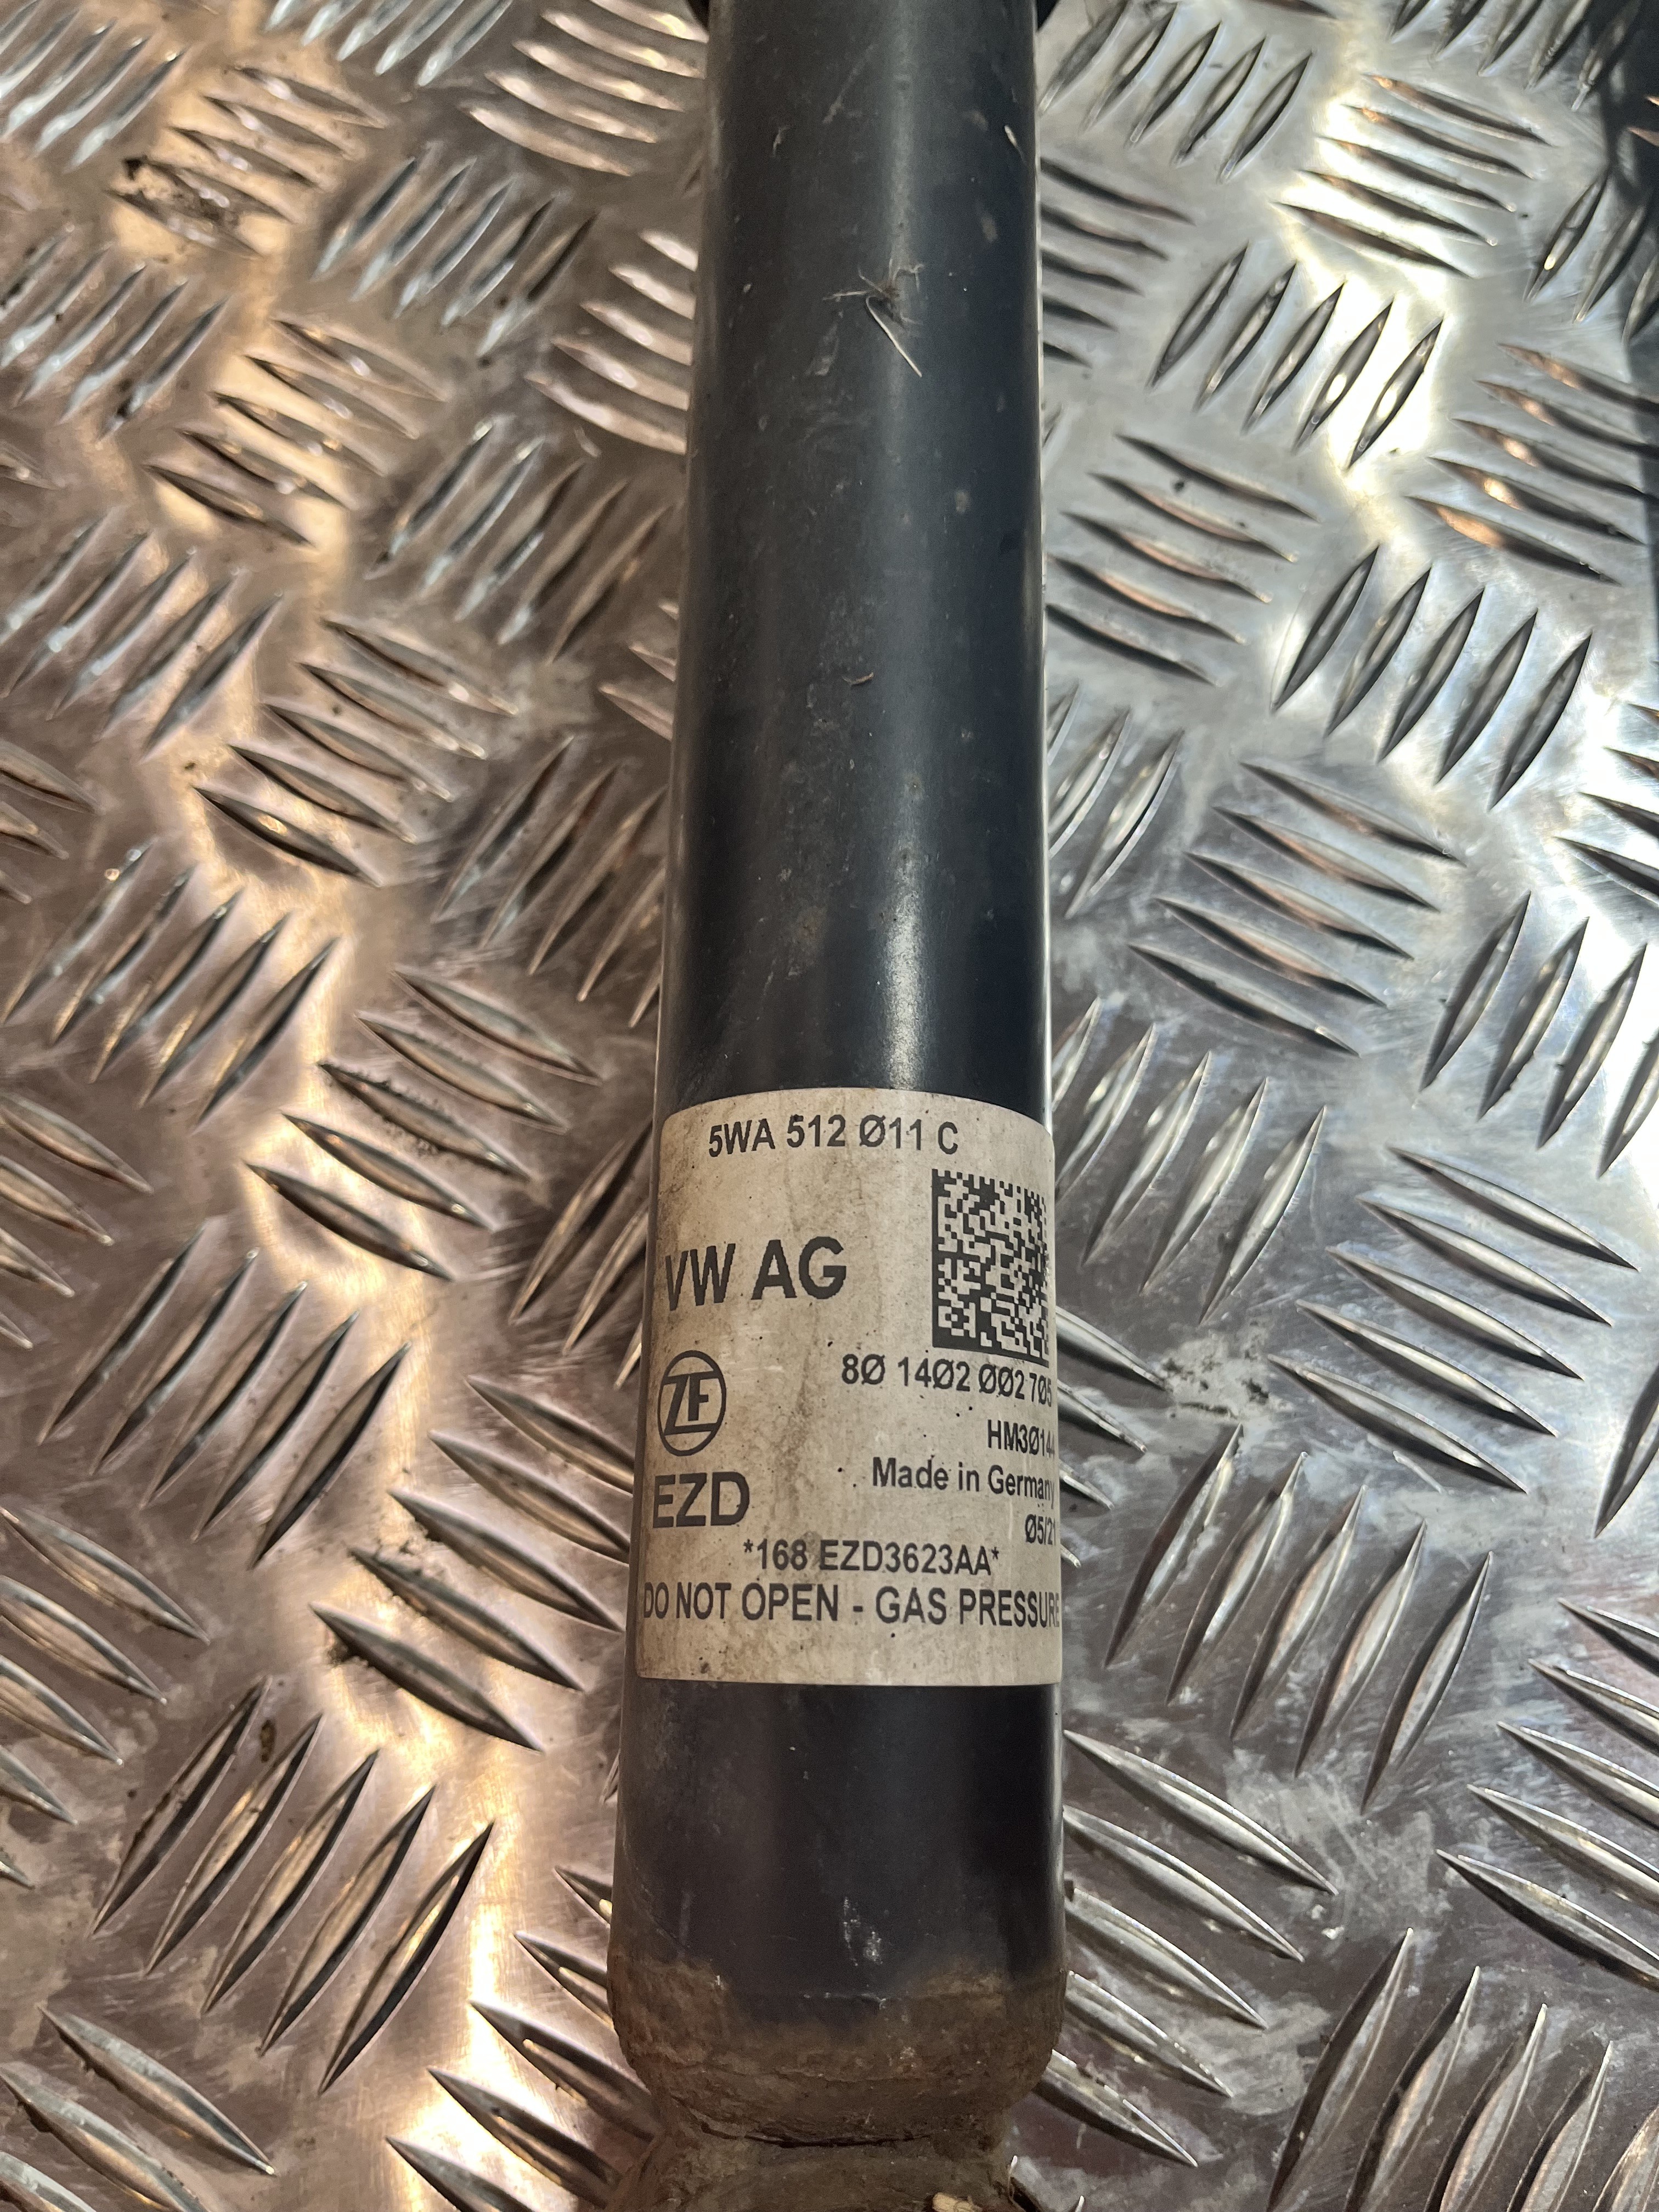 5WA 512 Ø11 C
VW AG
8Ø 14Ø2 ØØ2 7Ø5
ZF
HM3Ø144
Made in Germany
EZD
Ø5/21
*168 EZD3623AA*
DO NOT OPEN - GAS PRESSURE